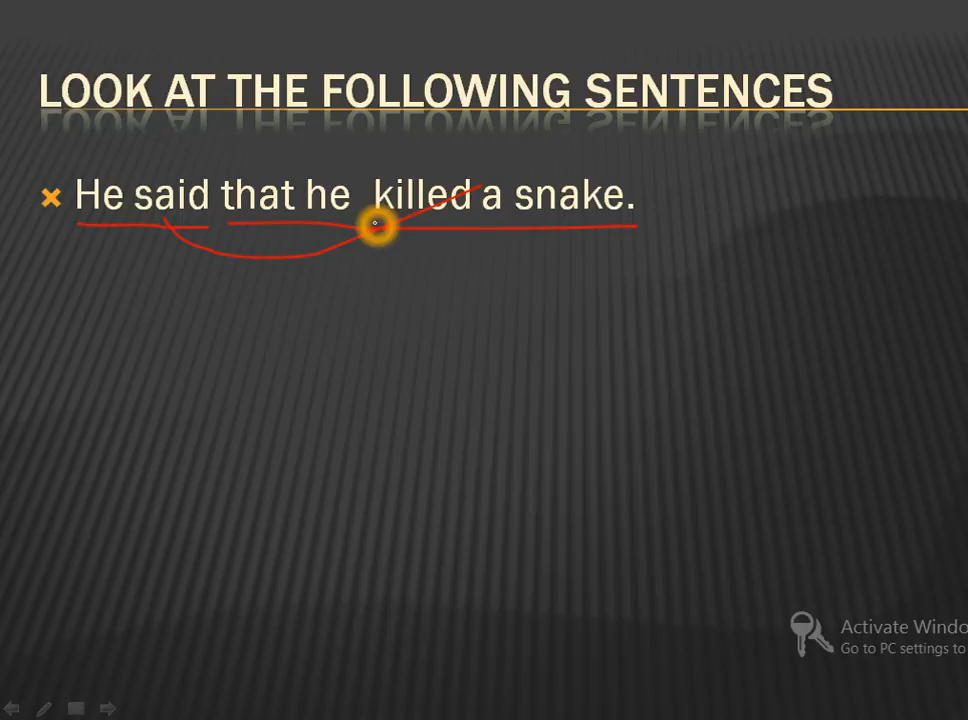 LOOK AT THE FOLLOWING SENTENCES
He said that he killed a snake.
Activate Windo
Go to PC settings to